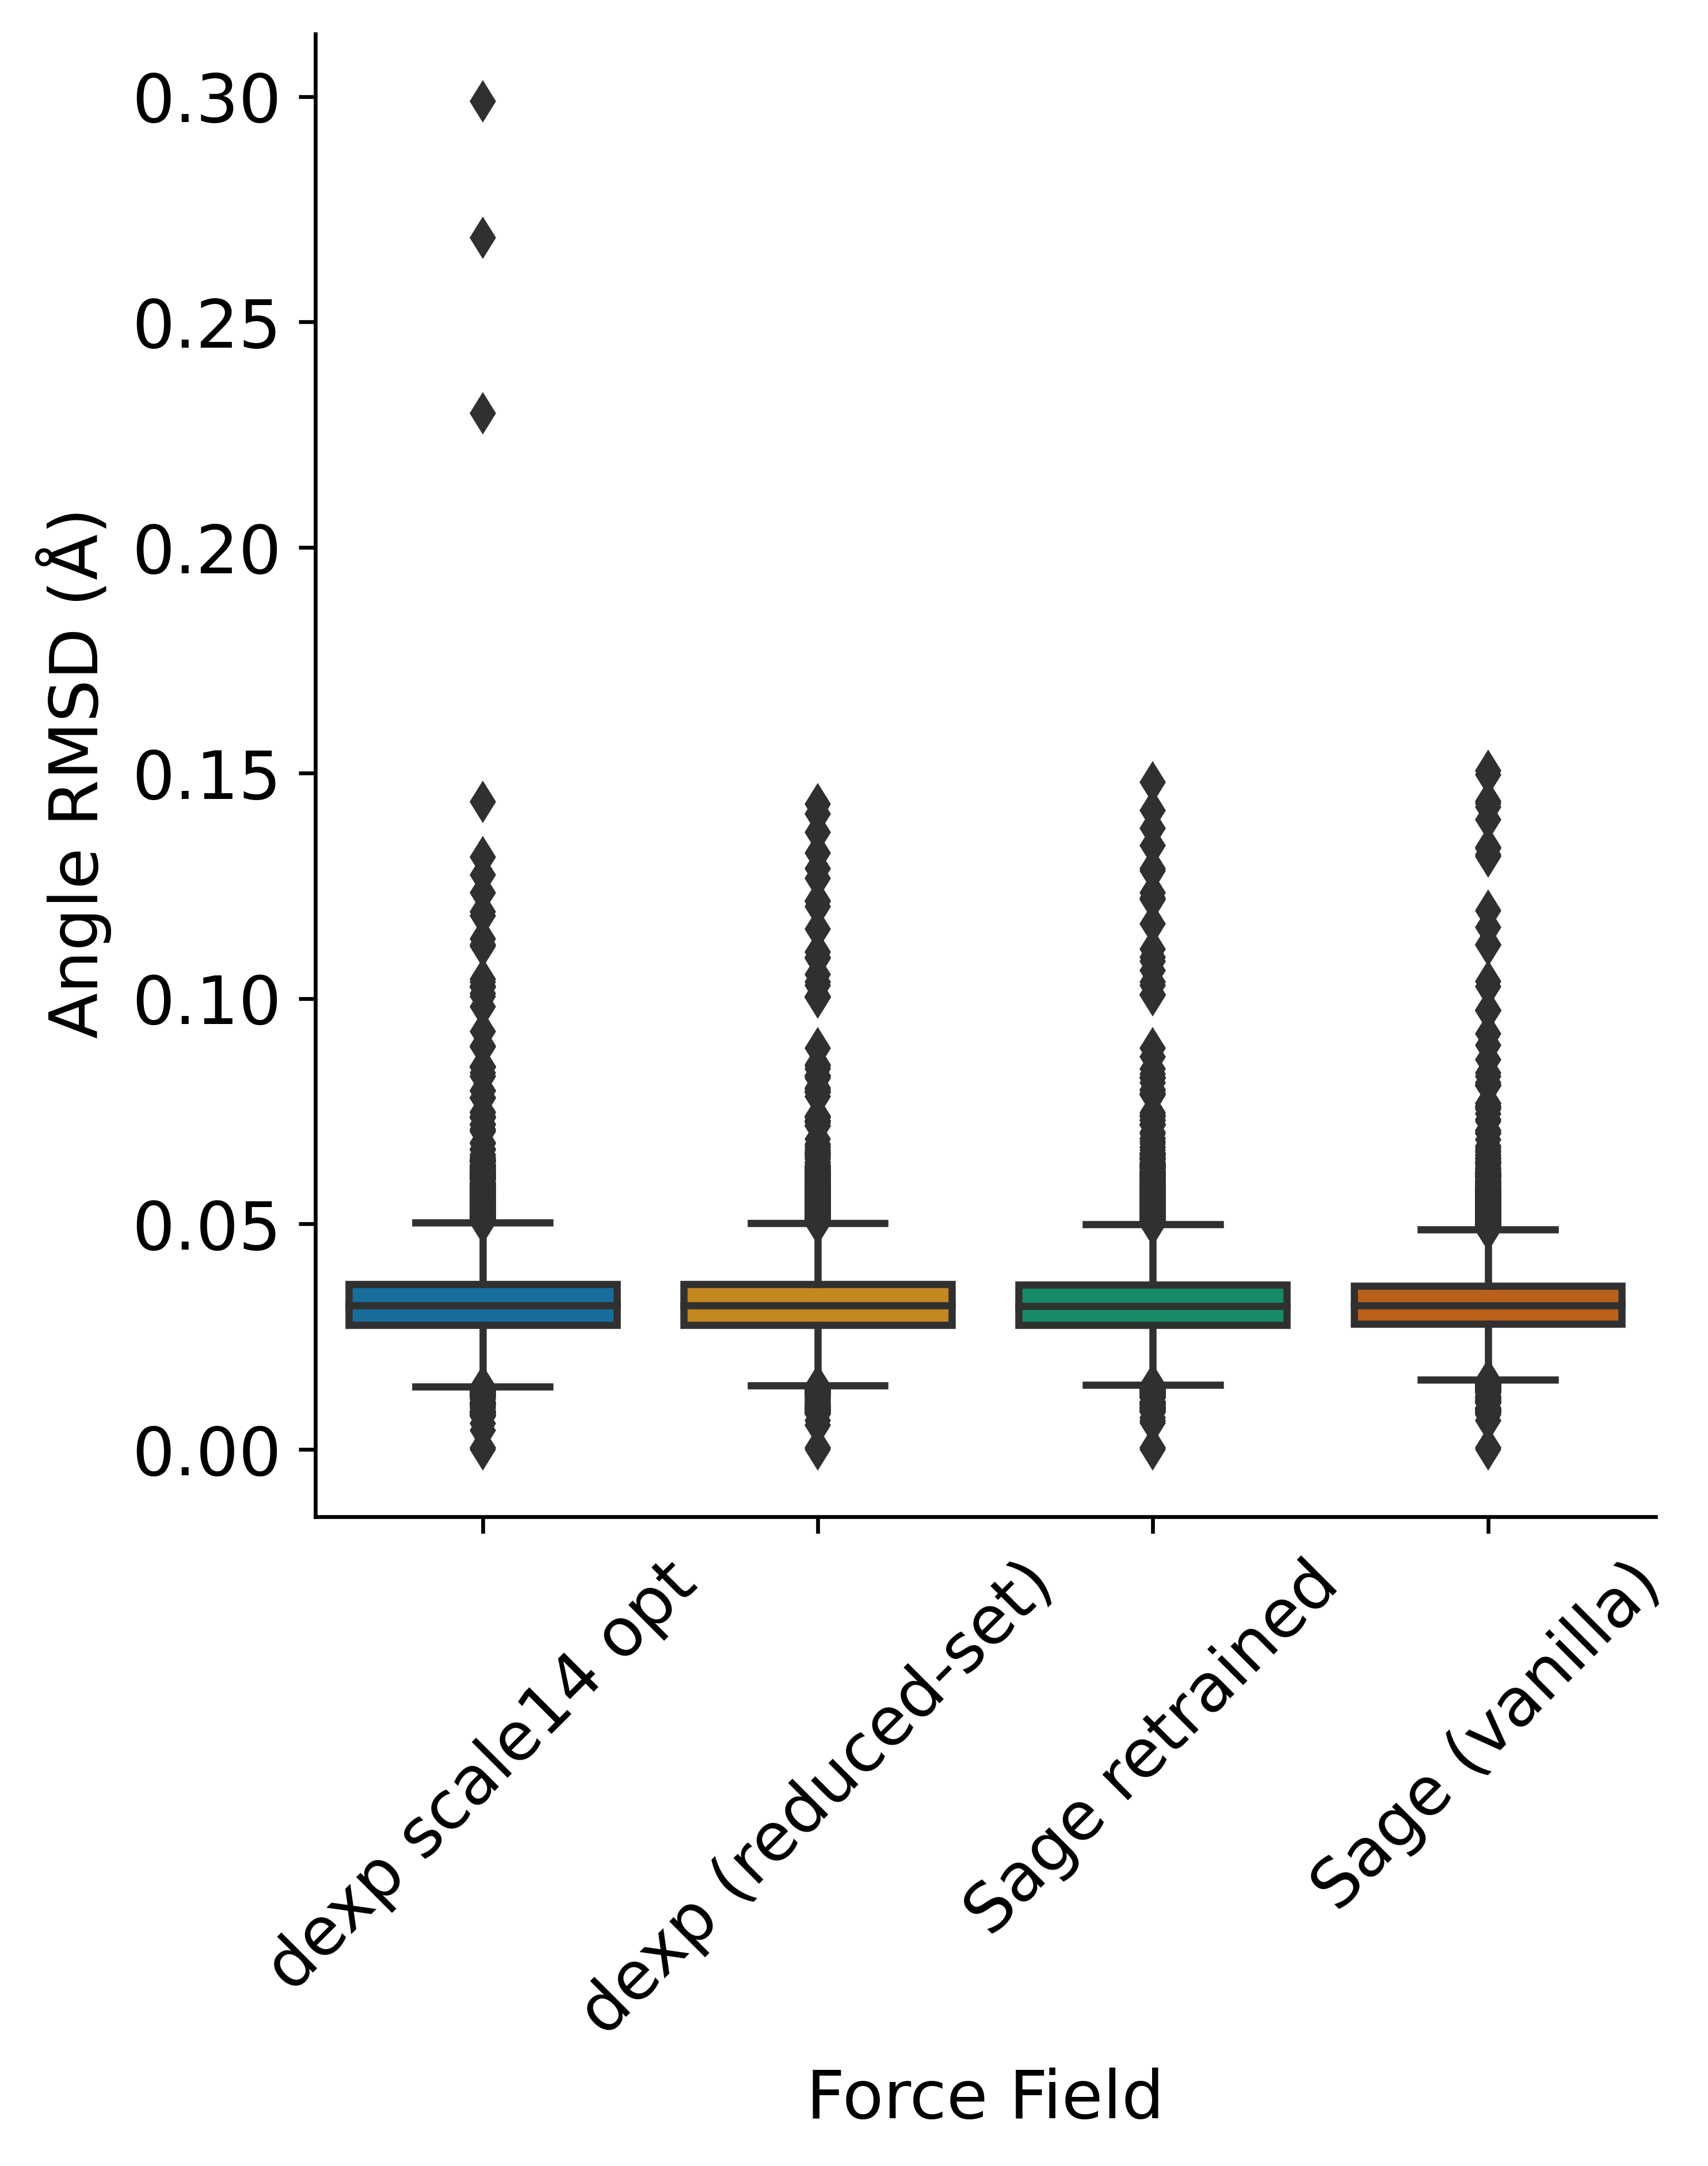 0.30
0.25
0.20
0.15
0.10
0.05
0.00
Angle RMSD (Å)
dexp scale14 opt
dexp (reduced-set)
Sage retrained
Sage (vanilla)
Force Field